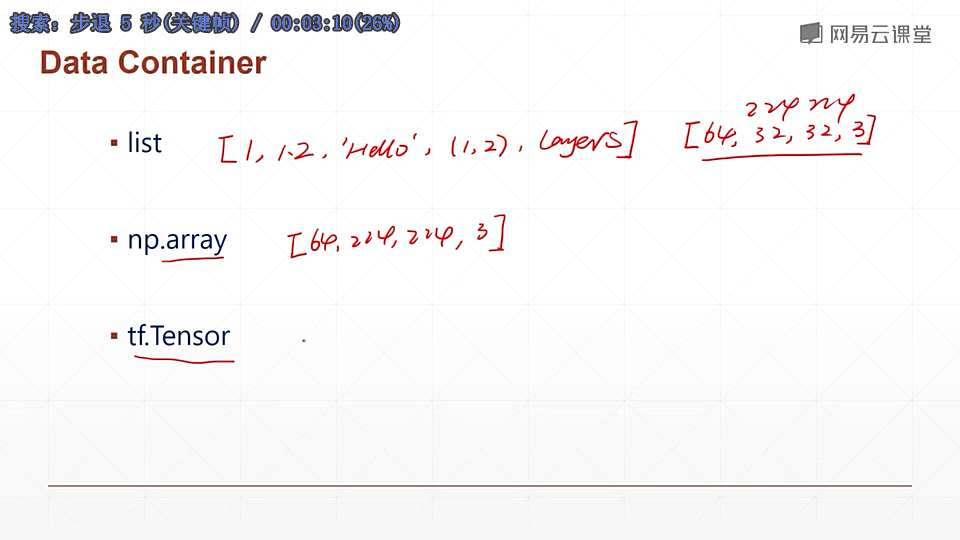 搜索: 步退 5 秒(关键帧) / 00:03:10(26%)
网易云课堂
Data Container
224 224
▪ list [1, 1.2, 'Hello', (1,2), Layers] [64, 32, 32, 3]
▪ np.array [64, 224, 224, 3]
▪ tf.Tensor